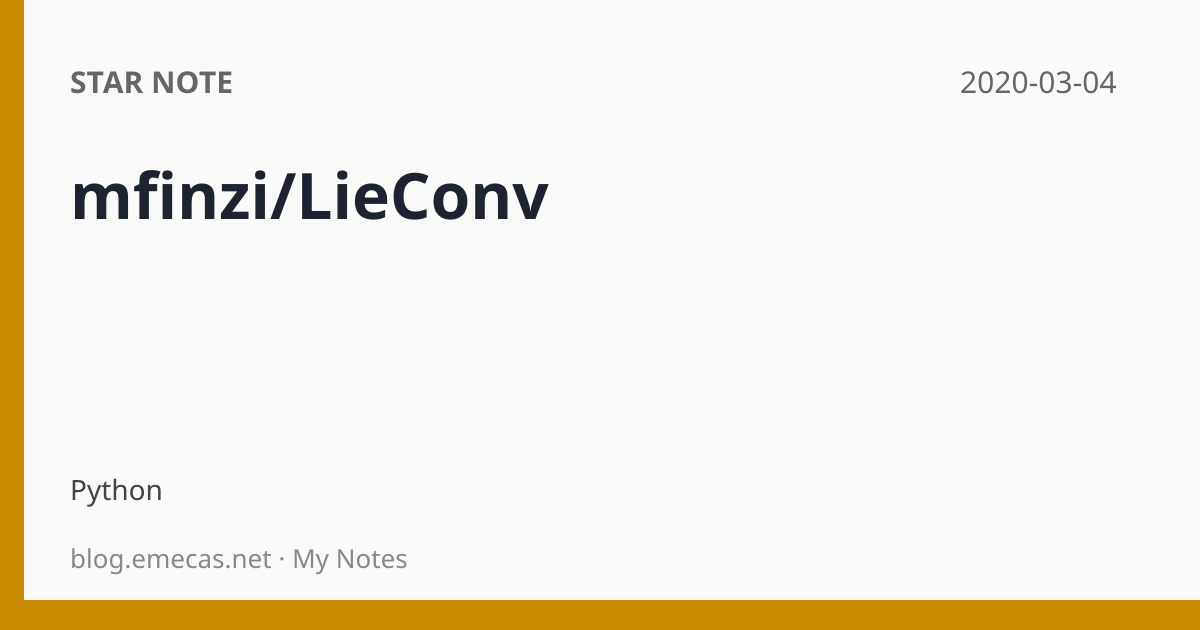 STAR NOTE
2020-03-04
mfinzi/LieConv
Python
blog.emecas.net · My Notes